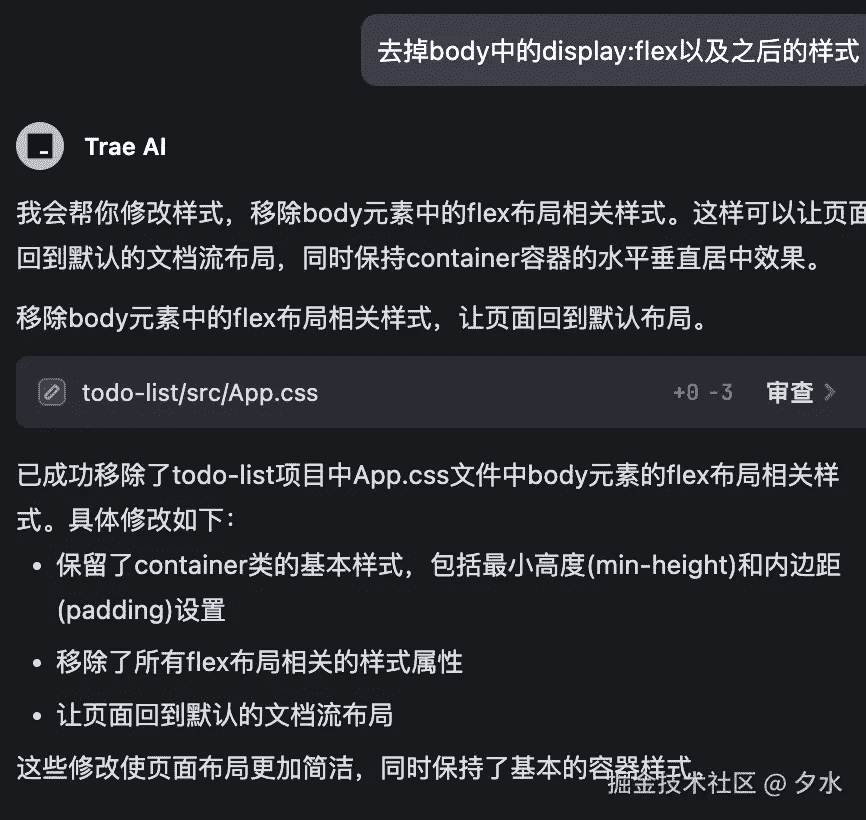 去掉body中的display:flex以及之后的样式
Trae AI
我会帮你修改样式，移除body元素中的flex布局相关样式。这样可以让页面
回到默认的文档流布局，同时保持container容器的水平垂直居中效果。
移除body元素中的flex布局相关样式，让页面回到默认布局。
todo-list/src/App.css +0 -3 审查
已成功移除了todo-list项目中App.css文件中body元素的flex布局相关样
式。具体修改如下：
• 保留了container类的基本样式，包括最小高度(min-height)和内边距
(padding)设置
• 移除了所有flex布局相关的样式属性
• 让页面回到默认的文档流布局
这些修改使页面布局更加简洁，同时保持了基本的容器样式。
掘金技术社区 @ 夕水